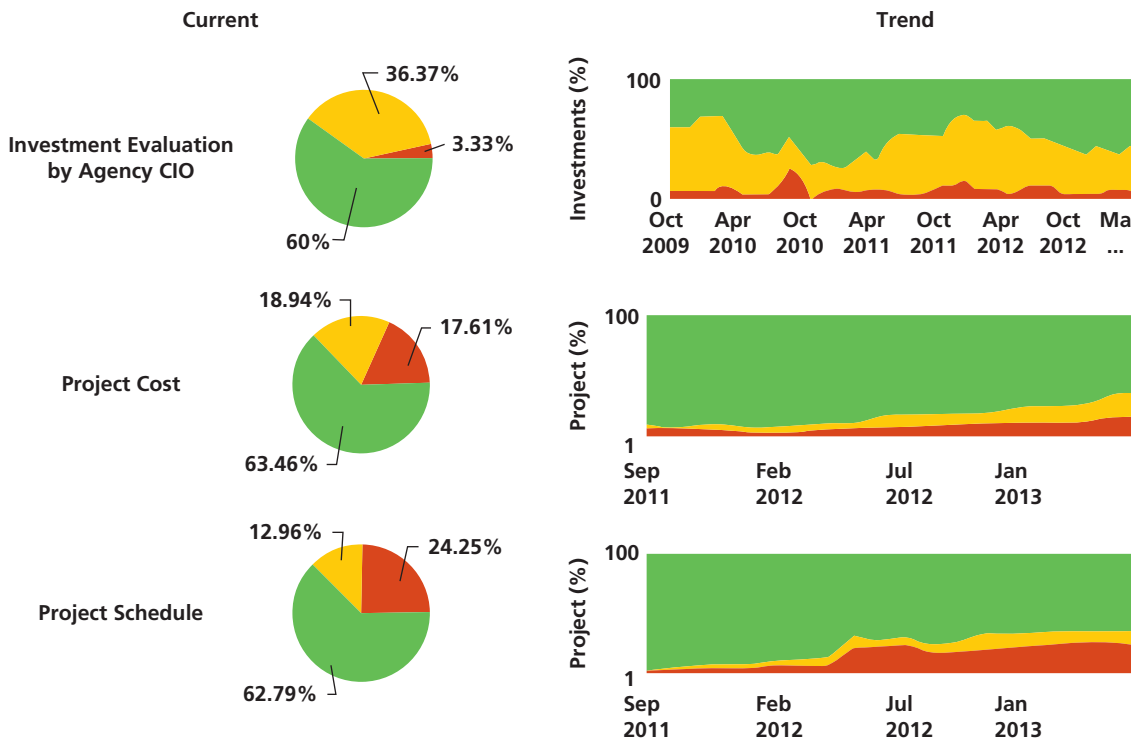 Current
Trend
Investment Evaluation
by Agency CIO
36.37%
3.33%
60%
Investments (%)
100
0
Oct
2009
Apr
2010
Oct
2010
Apr
2011
Oct
2011
Apr
2012
Oct
2012
Ma
...
Project Cost
18.94%
17.61%
63.46%
Project (%)
100
1
Sep
2011
Feb
2012
Jul
2012
Jan
2013
Project Schedule
12.96%
24.25%
62.79%
Project (%)
100
1
Sep
2011
Feb
2012
Jul
2012
Jan
2013